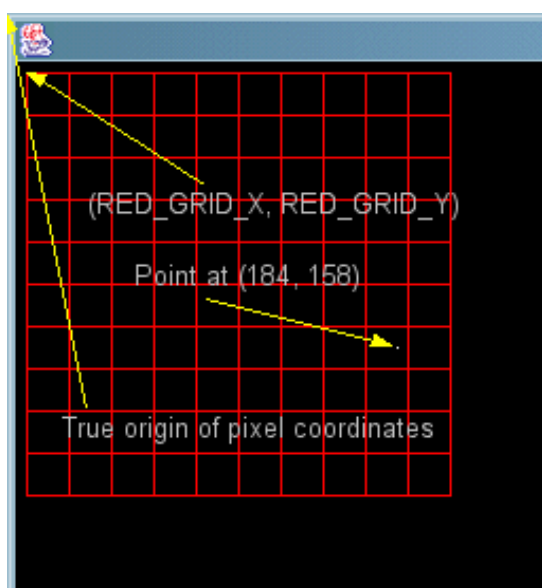 (RED_GRID_X, RED_GRID_Y)
Point at (184, 158)
True origin of pixel coordinates